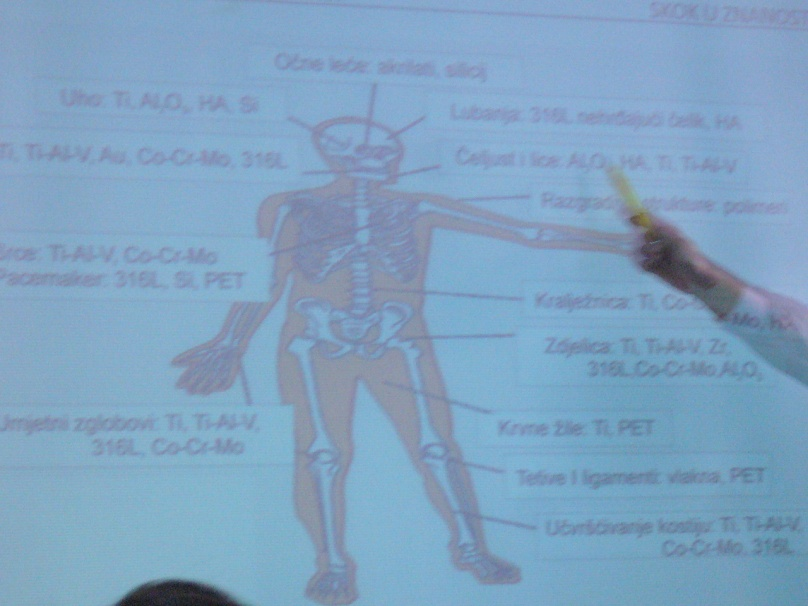 SKOK U ZNANOST
Očne leće: akrilati, silicij
Uho: Ti, Al₂O₃, HA, Si
Lubanja: 316L nehrđajući čelik, HA
Ti, Ti-Al-V, Au, Co-Cr-Mo, 316L
Čeljust i lice: Al₂O₃, HA, Ti, Ti-Al-V
strukture: polimeri
Srce: Ti-Al-V, Co-Cr-Mo
Pacemaker: 316L, Si, PET
Kralježnica: Ti, Co-
-Mo, HA
Zdjelica: Ti, Ti-Al-V, Zr,
316L,Co-Cr-Mo,Al₂O₃
Umjetni zglobovi: Ti, Ti-Al-V,
316L, Co-Cr-Mo
Krvne žile: Ti, PET
Tetive I ligamenti: vlakna, PET
Učvršćivanje kostiju: Ti, Ti-Al-V,
Co-Cr-Mo, 316L